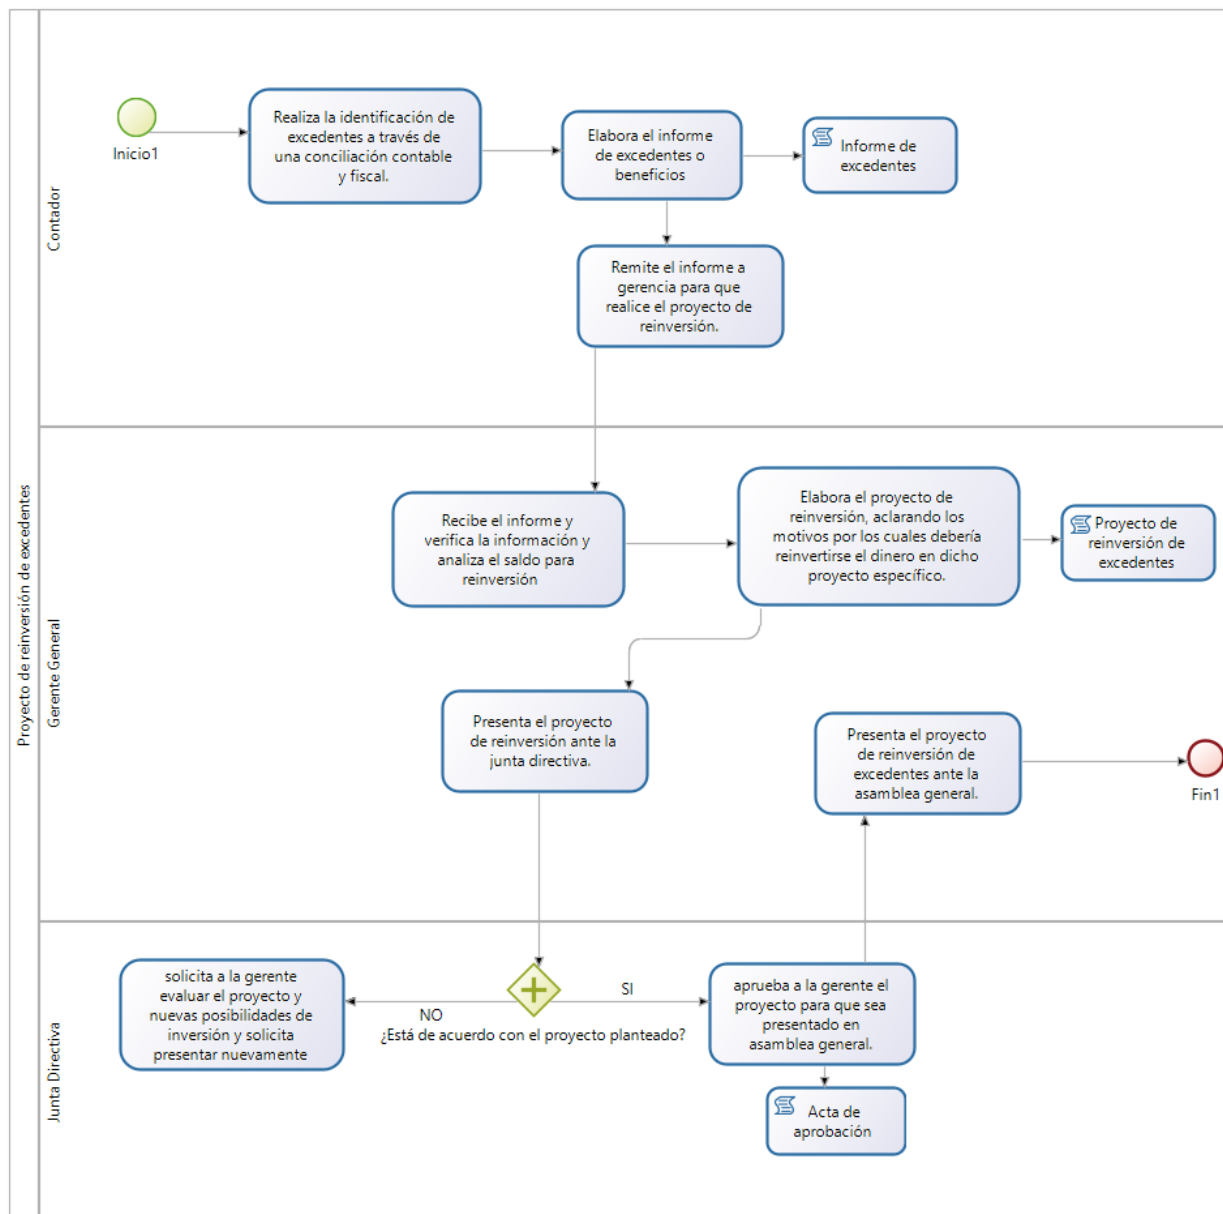 Proyecto de reinversión de excedentes
Contador
Inicio1
Realiza la identificación de
excedentes a través de
una conciliación contable
y fiscal.
Elabora el informe
de excedentes o
beneficios
Informe de
excedentes
Remite el informe a
gerencia para que
realice el proyecto de
reinversión.
Gerente General
Recibe el informe y
verifica la información y
analiza el saldo para
reinversión
Elabora el proyecto de
reinversión, aclarando los
motivos por los cuales debería
reinvertirse el dinero en dicho
proyecto específico.
Proyecto de
reinversión de
excedentes
Presenta el proyecto
de reinversión ante la
junta directiva.
Presenta el proyecto
de reinversión de
excedentes ante la
asamblea general.
Fin1
Junta Directiva
solicita a la gerente
evaluar el proyecto y
nuevas posibilidades de
inversión y solicita
presentar nuevamente
NO
SI
¿Está de acuerdo con el proyecto planteado?
aprueba a la gerente el
proyecto para que sea
presentado en
asamblea general.
Acta de
aprobación